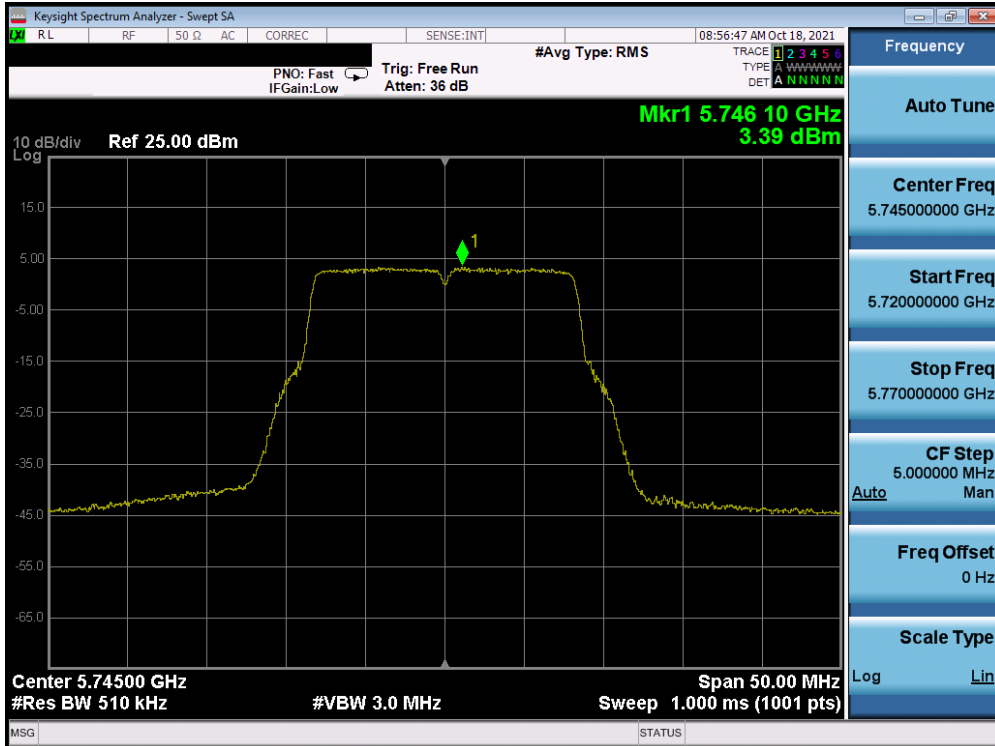 Keysight Spectrum Analyzer - Swept SA
LXI RL RF 50 Ω AC CORREC SENSE:INT 08:56:47 AM Oct 18, 2021
#Avg Type: RMS TRACE 1 2 3 4 5 6
PNO: Fast Trig: Free Run TYPE A WWWWW
IFGain:Low Atten: 36 dB DET A N N N N N
Mkr1 5.746 10 GHz
3.39 dBm
10 dB/div Ref 25.00 dBm
Log
15.0
5.00
1
-5.00
-15.0
-25.0
-35.0
-45.0
-55.0
-65.0
Center 5.74500 GHz Span 50.00 MHz
#Res BW 510 kHz #VBW 3.0 MHz Sweep 1.000 ms (1001 pts)
MSG STATUS
Frequency
Auto Tune
Center Freq
5.745000000 GHz
Start Freq
5.720000000 GHz
Stop Freq
5.770000000 GHz
CF Step
5.000000 MHz
Auto Man
Freq Offset
0 Hz
Scale Type
Log Lin